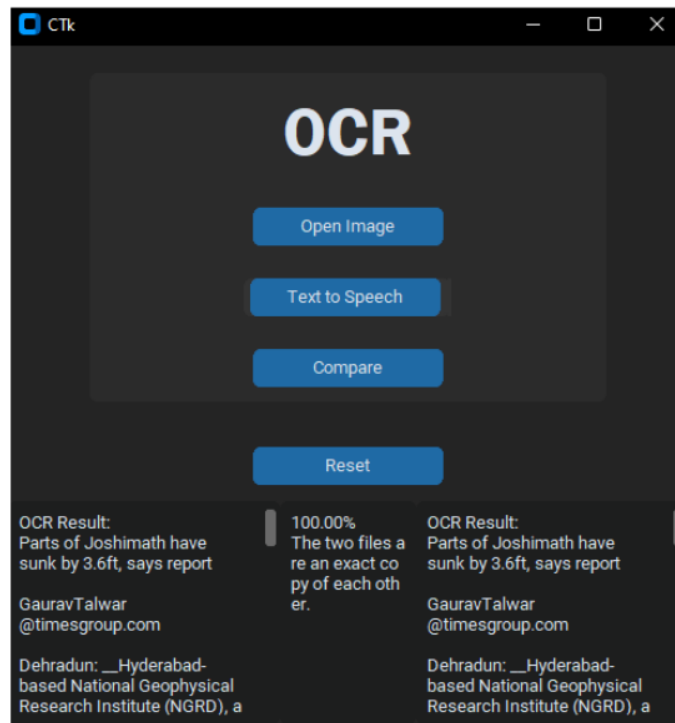 CTk
OCR
Open Image
Text to Speech
Compare
Reset
OCR Result:
Parts of Joshimath have
sunk by 3.6ft, says report
GauravTalwar
@timesgroup.com
Dehradun: __Hyderabad-
based National Geophysical
Research Institute (NGRD), a
100.00%
The two files a
re an exact co
py of each oth
er.
OCR Result:
Parts of Joshimath have
sunk by 3.6ft, says report
GauravTalwar
@timesgroup.com
Dehradun: __Hyderabad-
based National Geophysical
Research Institute (NGRD), a